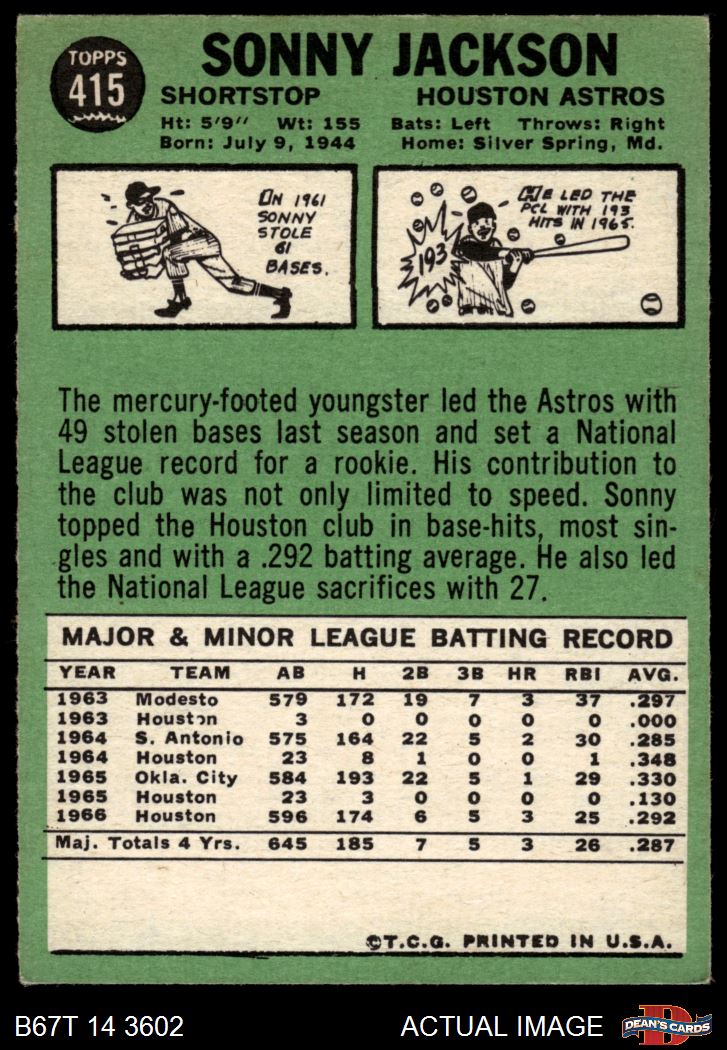 TOPPS
415
SONNY JACKSON
SHORTSTOP HOUSTON ASTROS
Ht: 5'9" Wt: 155 Bats: Left Throws: Right
Born: July 9, 1944 Home: Silver Spring, Md.
IN 1961
SONNY
STOLE
61
BASES.
HE LED THE
PCL WITH 193
HITS IN 1965.
193
The mercury-footed youngster led the Astros with
49 stolen bases last season and set a National
League record for a rookie. His contribution to
the club was not only limited to speed. Sonny
topped the Houston club in base-hits, most sin-
gles and with a .292 batting average. He also led
the National League sacrifices with 27.
MAJOR & MINOR LEAGUE BATTING RECORD
YEAR TEAM AB H 2B 3B HR RBI AVG.
1963 Modesto 579 172 19 7 3 37 .297
1963 Houston 3 0 0 0 0 0 .000
1964 S. Antonio 575 164 22 5 2 30 .285
1964 Houston 23 8 1 0 0 1 .348
1965 Okla. City 584 193 22 5 1 29 .330
1965 Houston 23 3 0 0 0 0 .130
1966 Houston 596 174 6 5 3 25 .292
Maj. Totals 4 Yrs. 645 185 7 5 3 26 .287
©T.C.G. PRINTED IN U.S.A.
B67T 14 3602 ACTUAL IMAGE
D
DEAN'S CARDS